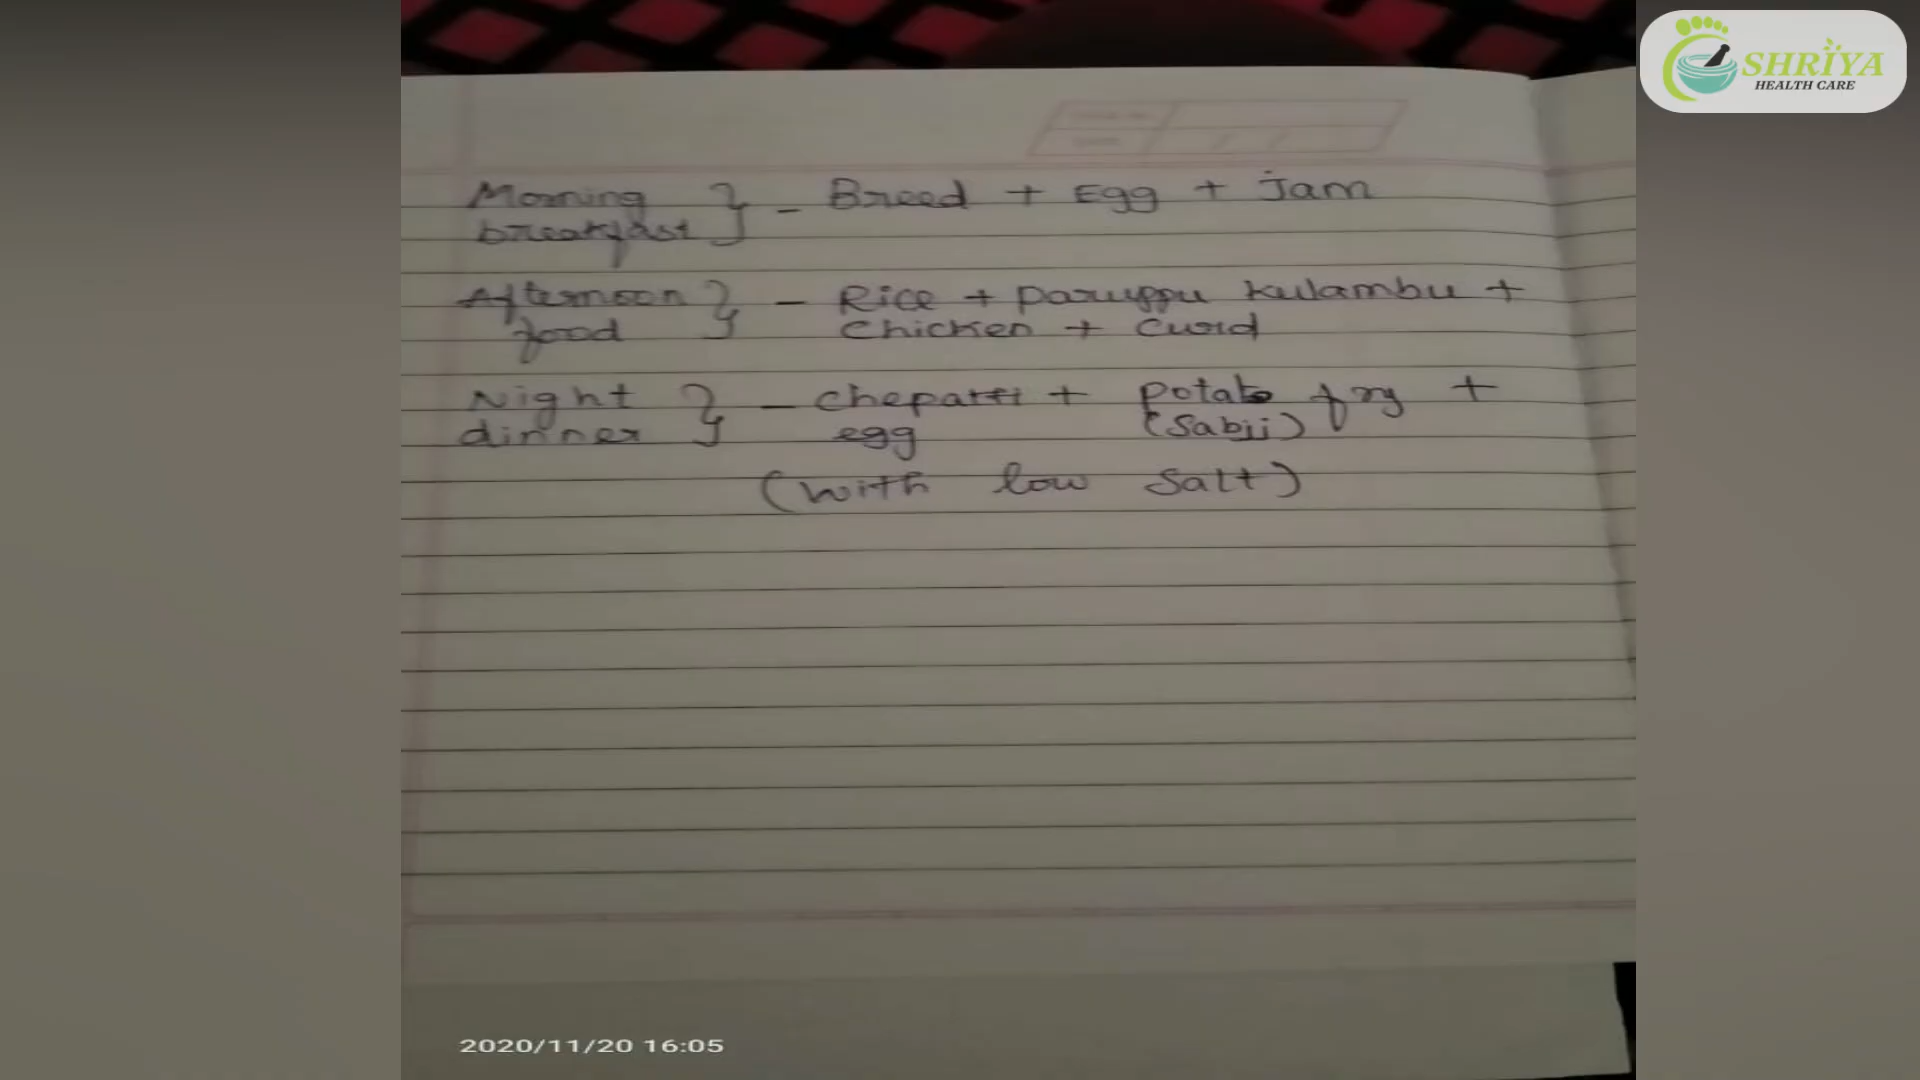 SHRIYA
HEALTH CARE
Morning } - Breed + Egg + Jam
breakfast
Afternoon } - Rice + Paruppu kulambu +
food Chicken + Curd
Night } - Chepatti + Potato fry +
dinner egg (Sabji)
(with low salt)
2020/11/20 16:05